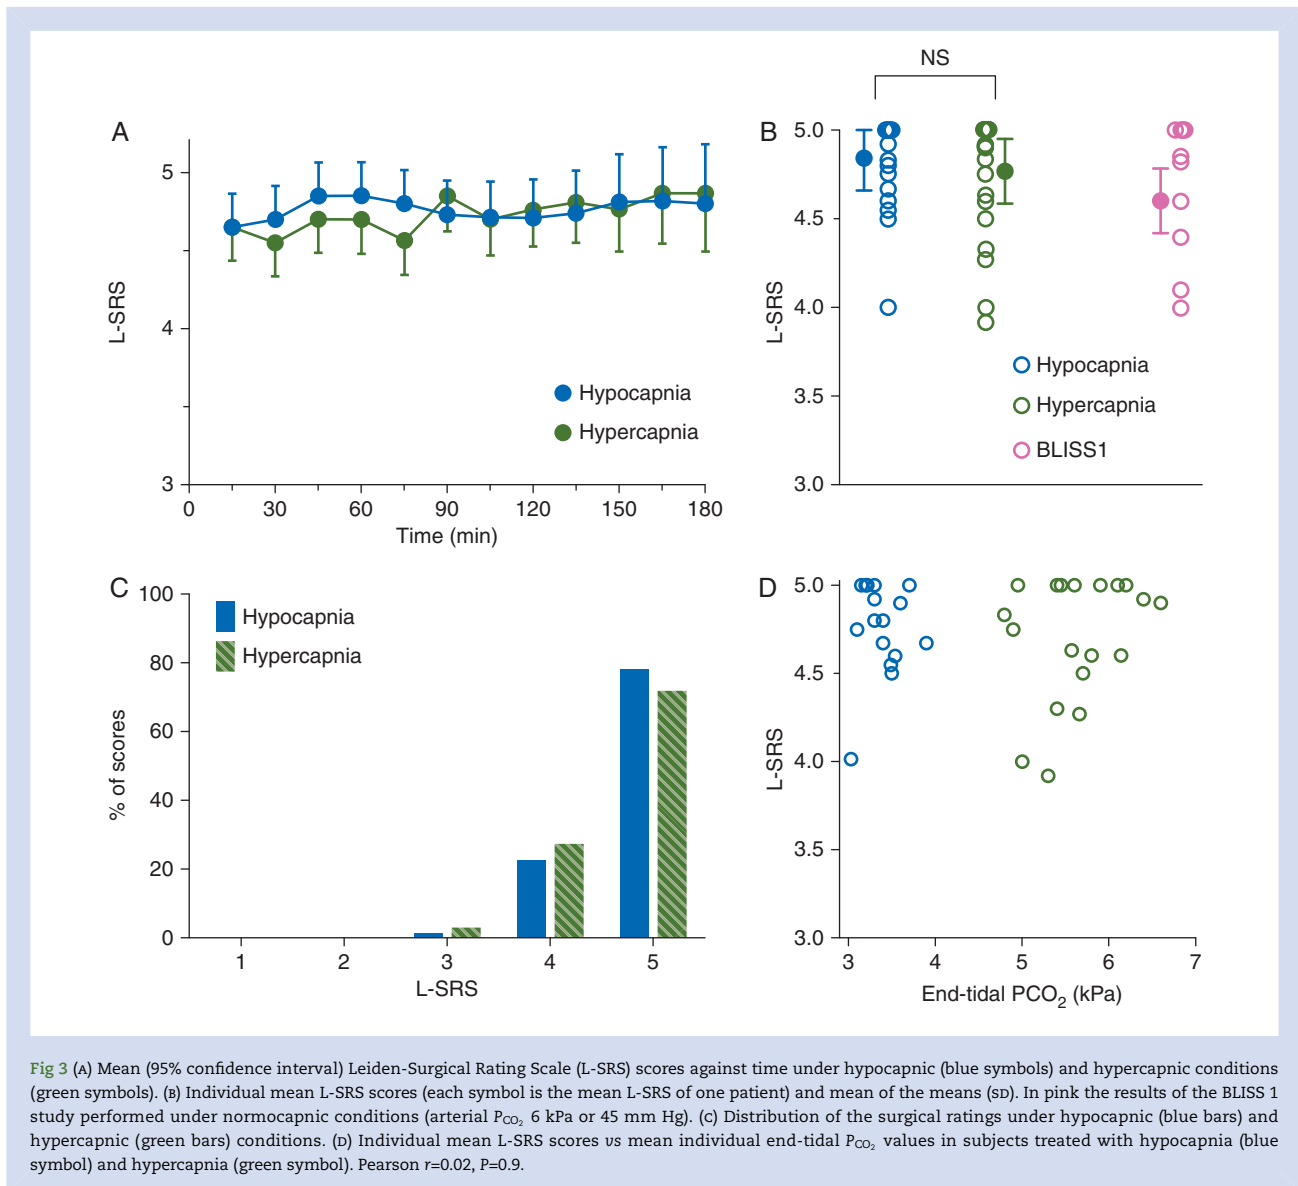 A
5
4
3
L-SRS
Hypocapnia
Hypercapnia
0 30 60 90 120 150 180
Time (min)
NS
B
5.0
4.5
4.0
3.5
3.0
L-SRS
Hypocapnia
Hypercapnia
BLISS1
C
100
80
60
40
20
0
% of scores
Hypocapnia
Hypercapnia
1 2 3 4 5
L-SRS
D
5.0
4.5
4.0
3.5
3.0
L-SRS
3 4 5 6 7
End-tidal PCO2 (kPa)
Fig 3 (A) Mean (95% confidence interval) Leiden-Surgical Rating Scale (L-SRS) scores against time under hypocapnic (blue symbols) and hypercapnic conditions
(green symbols). (B) Individual mean L-SRS scores (each symbol is the mean L-SRS of one patient) and mean of the means (SD). In pink the results of the BLISS 1
study performed under normocapnic conditions (arterial PCO2 6 kPa or 45 mm Hg). (C) Distribution of the surgical ratings under hypocapnic (blue bars) and
hypercapnic (green bars) conditions. (D) Individual mean L-SRS scores vs mean individual end-tidal PCO2 values in subjects treated with hypocapnia (blue
symbol) and hypercapnia (green symbol). Pearson r=0.02, P=0.9.